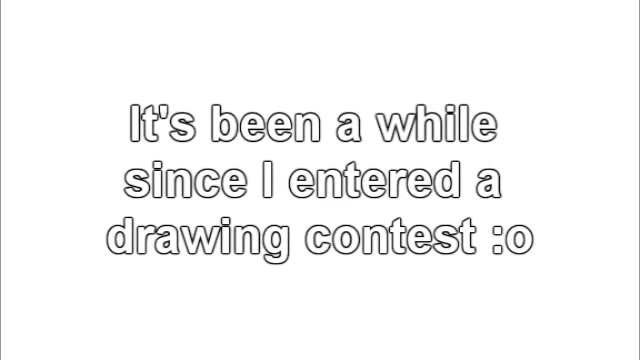 It's been a while
since I entered a
drawing contest :o